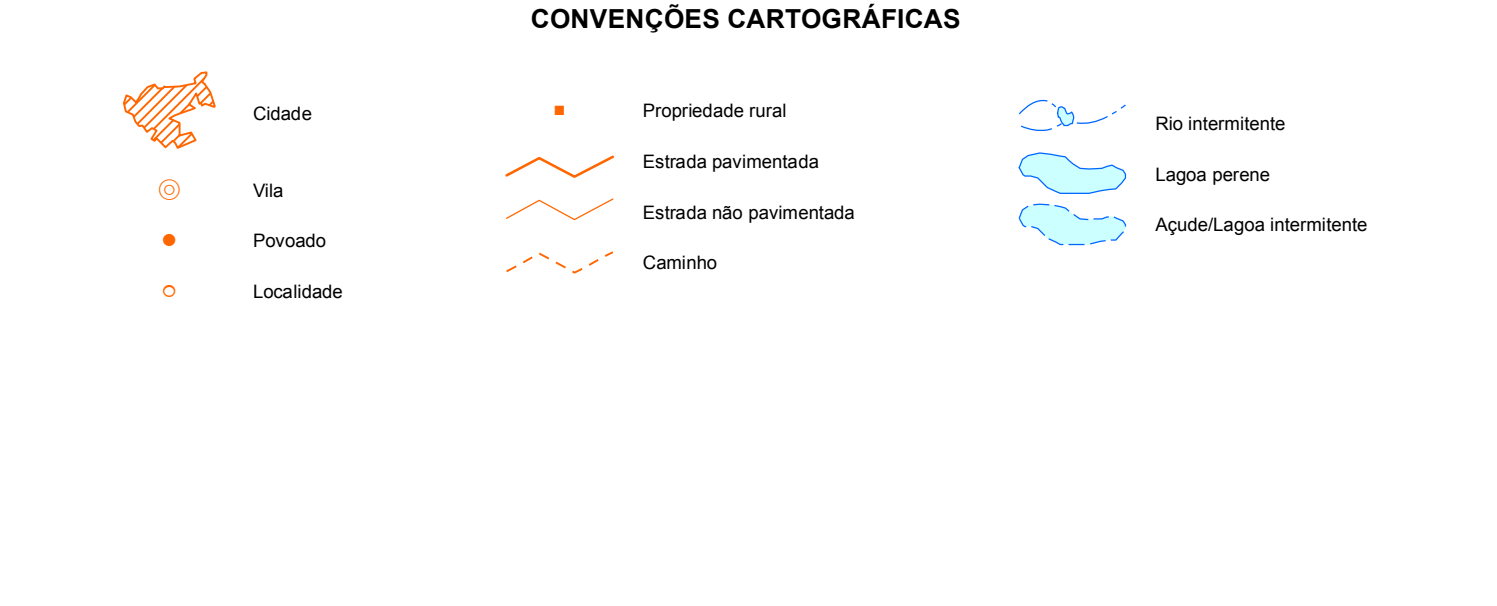 CONVENÇÕES CARTOGRÁFICAS
Cidade
Vila
Povoado
Localidade
Propriedade rural
Estrada pavimentada
Estrada não pavimentada
Caminho
Rio intermitente
Lagoa perene
Açude/Lagoa intermitente